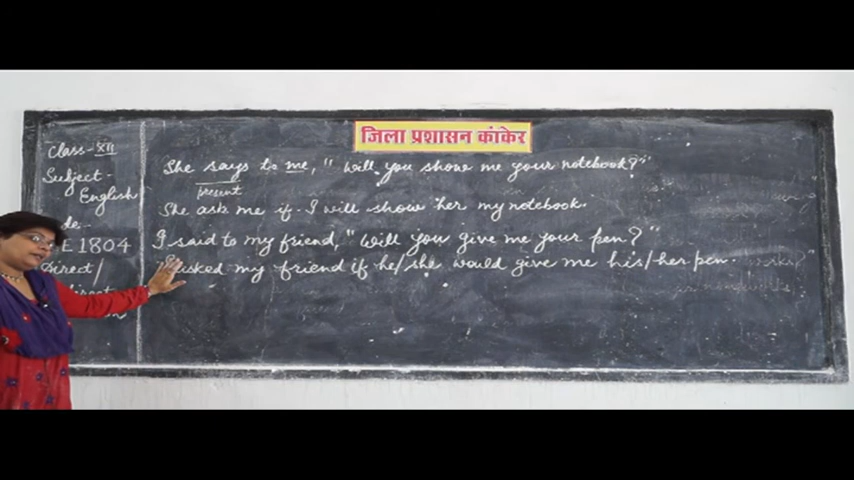 जिला प्रशासन कांकेर
Class - XII
Subject -
English
E1804
Direct/
She says to me, "Will you show me your notebook?"
present
She ask me if I will show her my notebook.
I said to my friend, "Will you give me your pen?"
asked my friend if he/she would give me his/her pen.